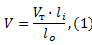 V = V_т · l_i / l_o , (1)